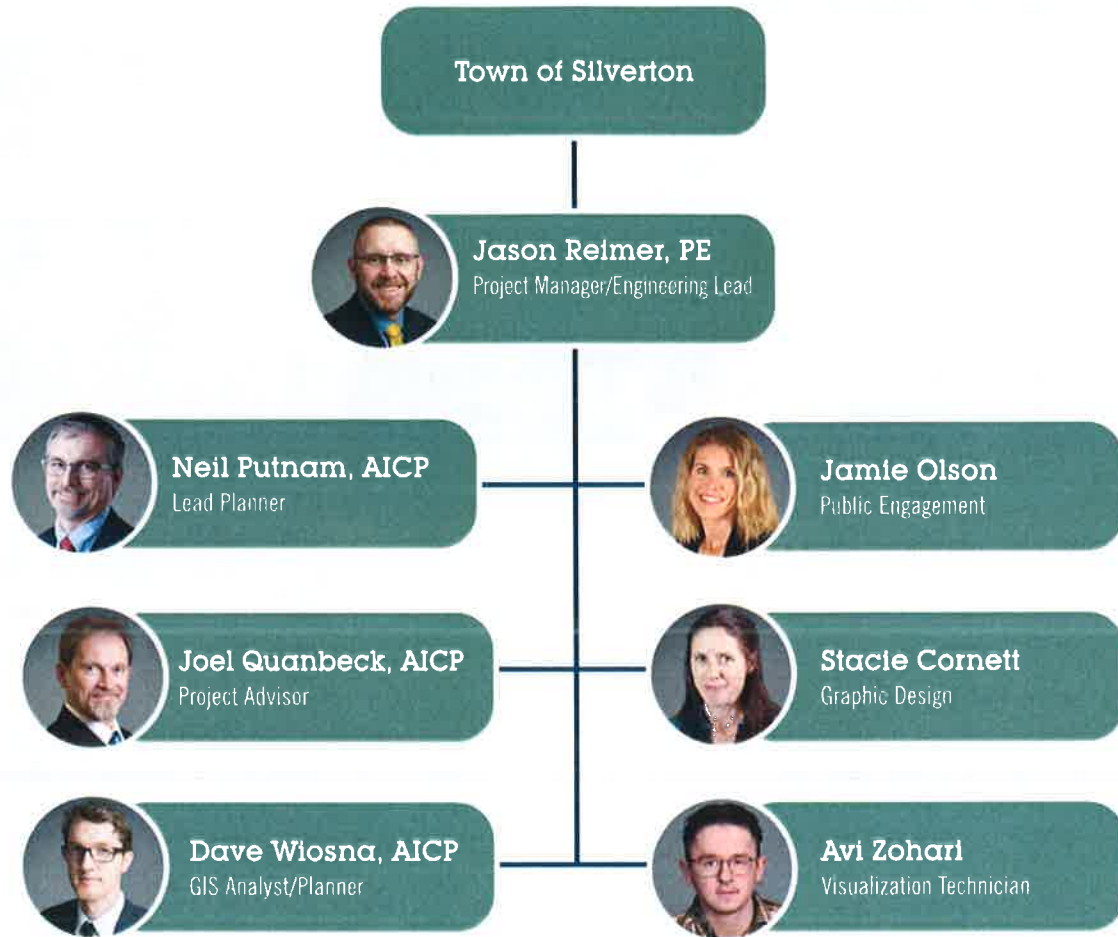 Town of Silverton
Jason Reimer, PE
Project Manager/Engineering Lead
Neil Putnam, AICP
Lead Planner
Jamie Olson
Public Engagement
Joel Quanbeck, AICP
Project Advisor
Stacie Cornett
Graphic Design
Dave Wiosna, AICP
GIS Analyst/Planner
Avi Zohari
Visualization Technician